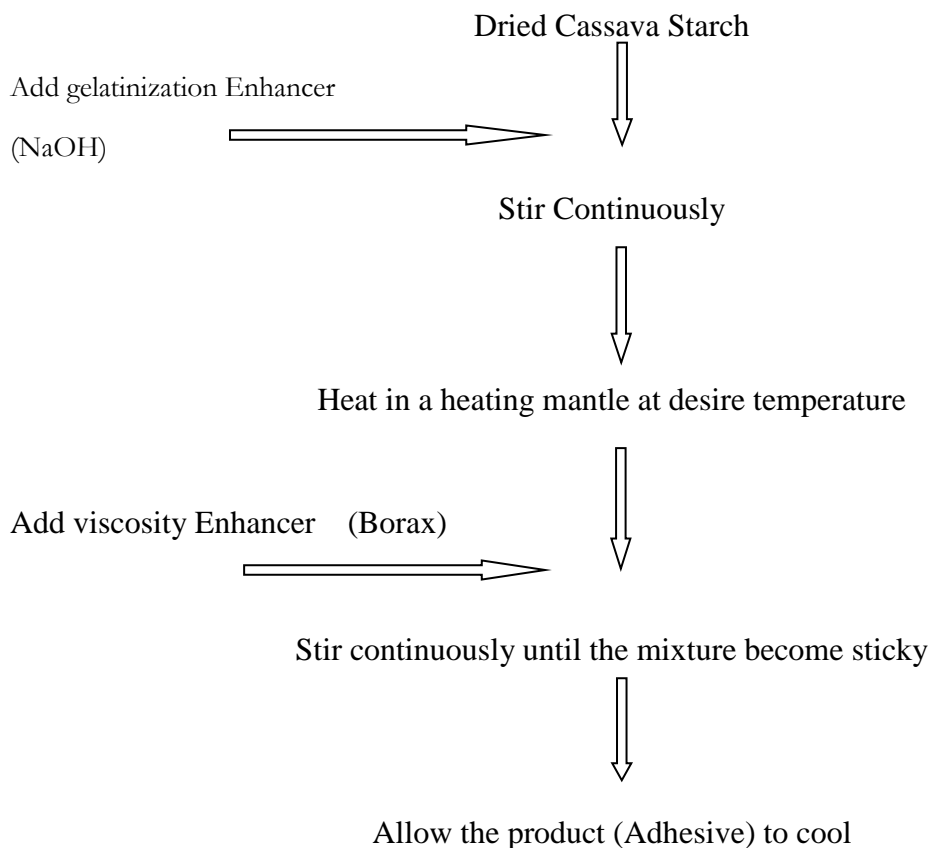 Dried Cassava Starch
Add gelatinization Enhancer
(NaOH)
Stir Continuously
Heat in a heating mantle at desire temperature
Add viscosity Enhancer (Borax)
Stir continuously until the mixture become sticky
Allow the product (Adhesive) to cool